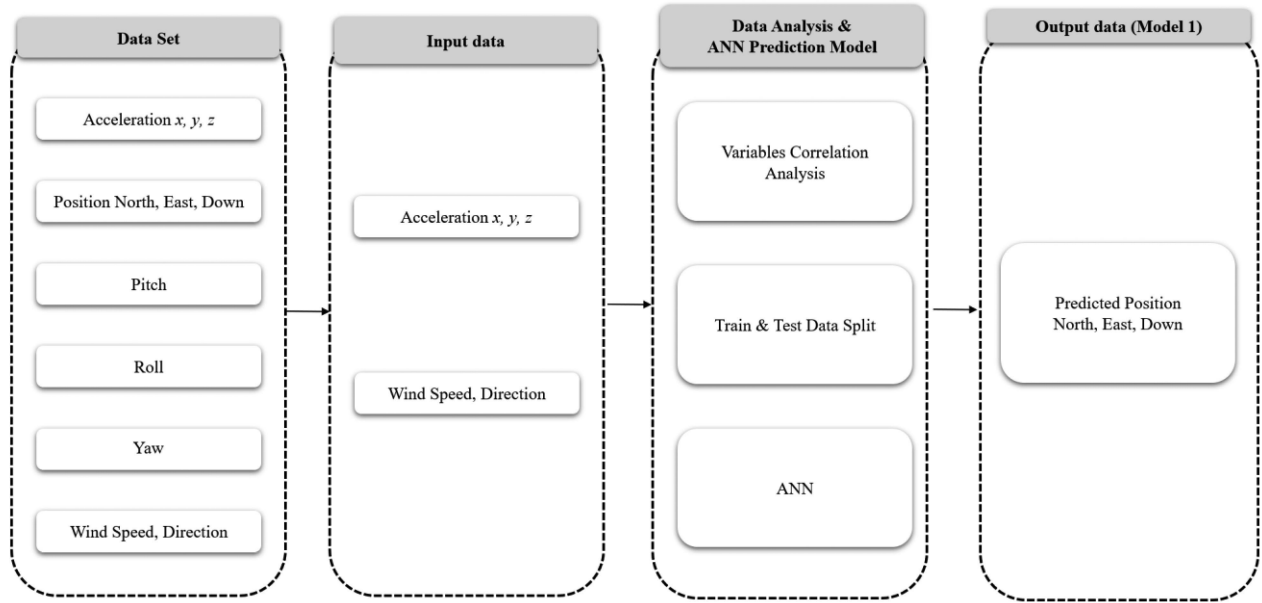 Data Set
Acceleration x, y, z
Position North, East, Down
Pitch
Roll
Yaw
Wind Speed, Direction
Input data
Acceleration x, y, z
Wind Speed, Direction
Data Analysis &
ANN Prediction Model
Variables Correlation
Analysis
Train & Test Data Split
ANN
Output data (Model 1)
Predicted Position
North, East, Down